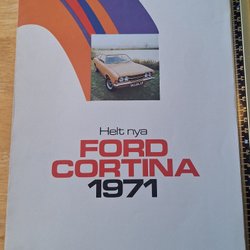 Helt nya
FORD
CORTINA
1971